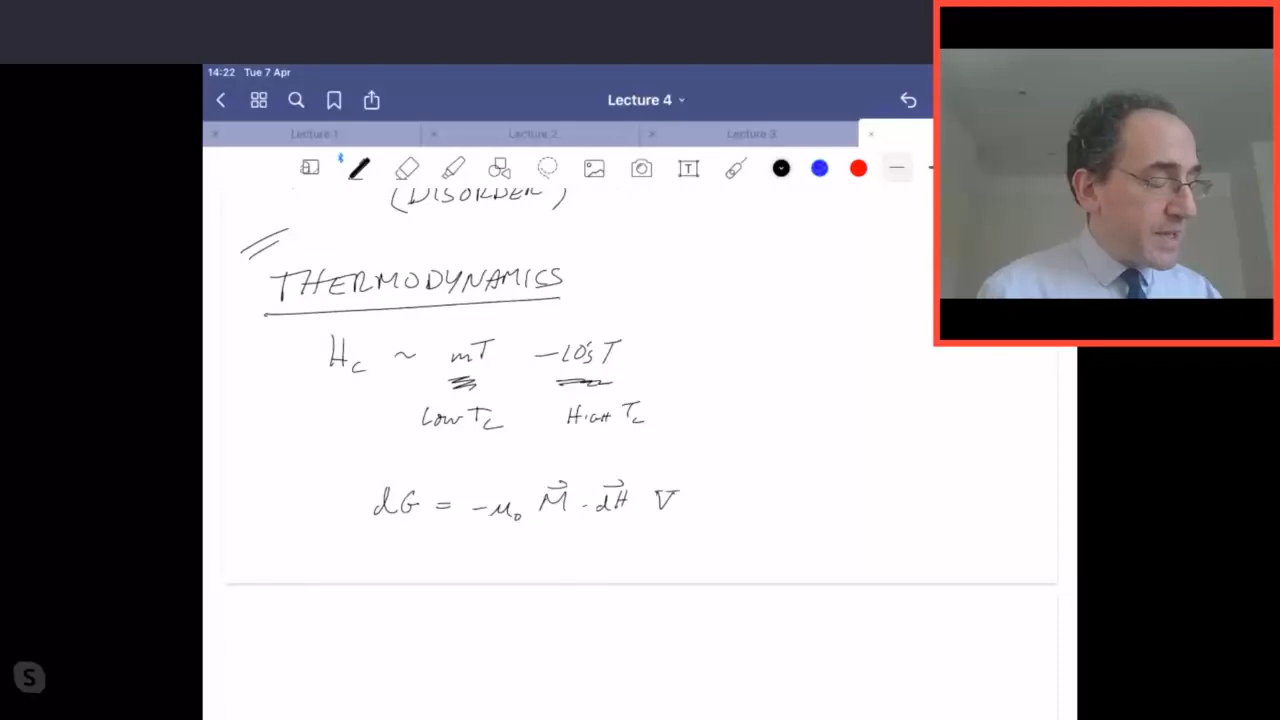 14:22 Tue 7 Apr
Lecture 4
Lecture 1 Lecture 2 Lecture 3
T
(DISORDER)
THERMODYNAMICS
H_c ~ mT -10's T
LOW T_c HIGH T_c
dG = -μ₀ M⃗ · dH⃗ V
S